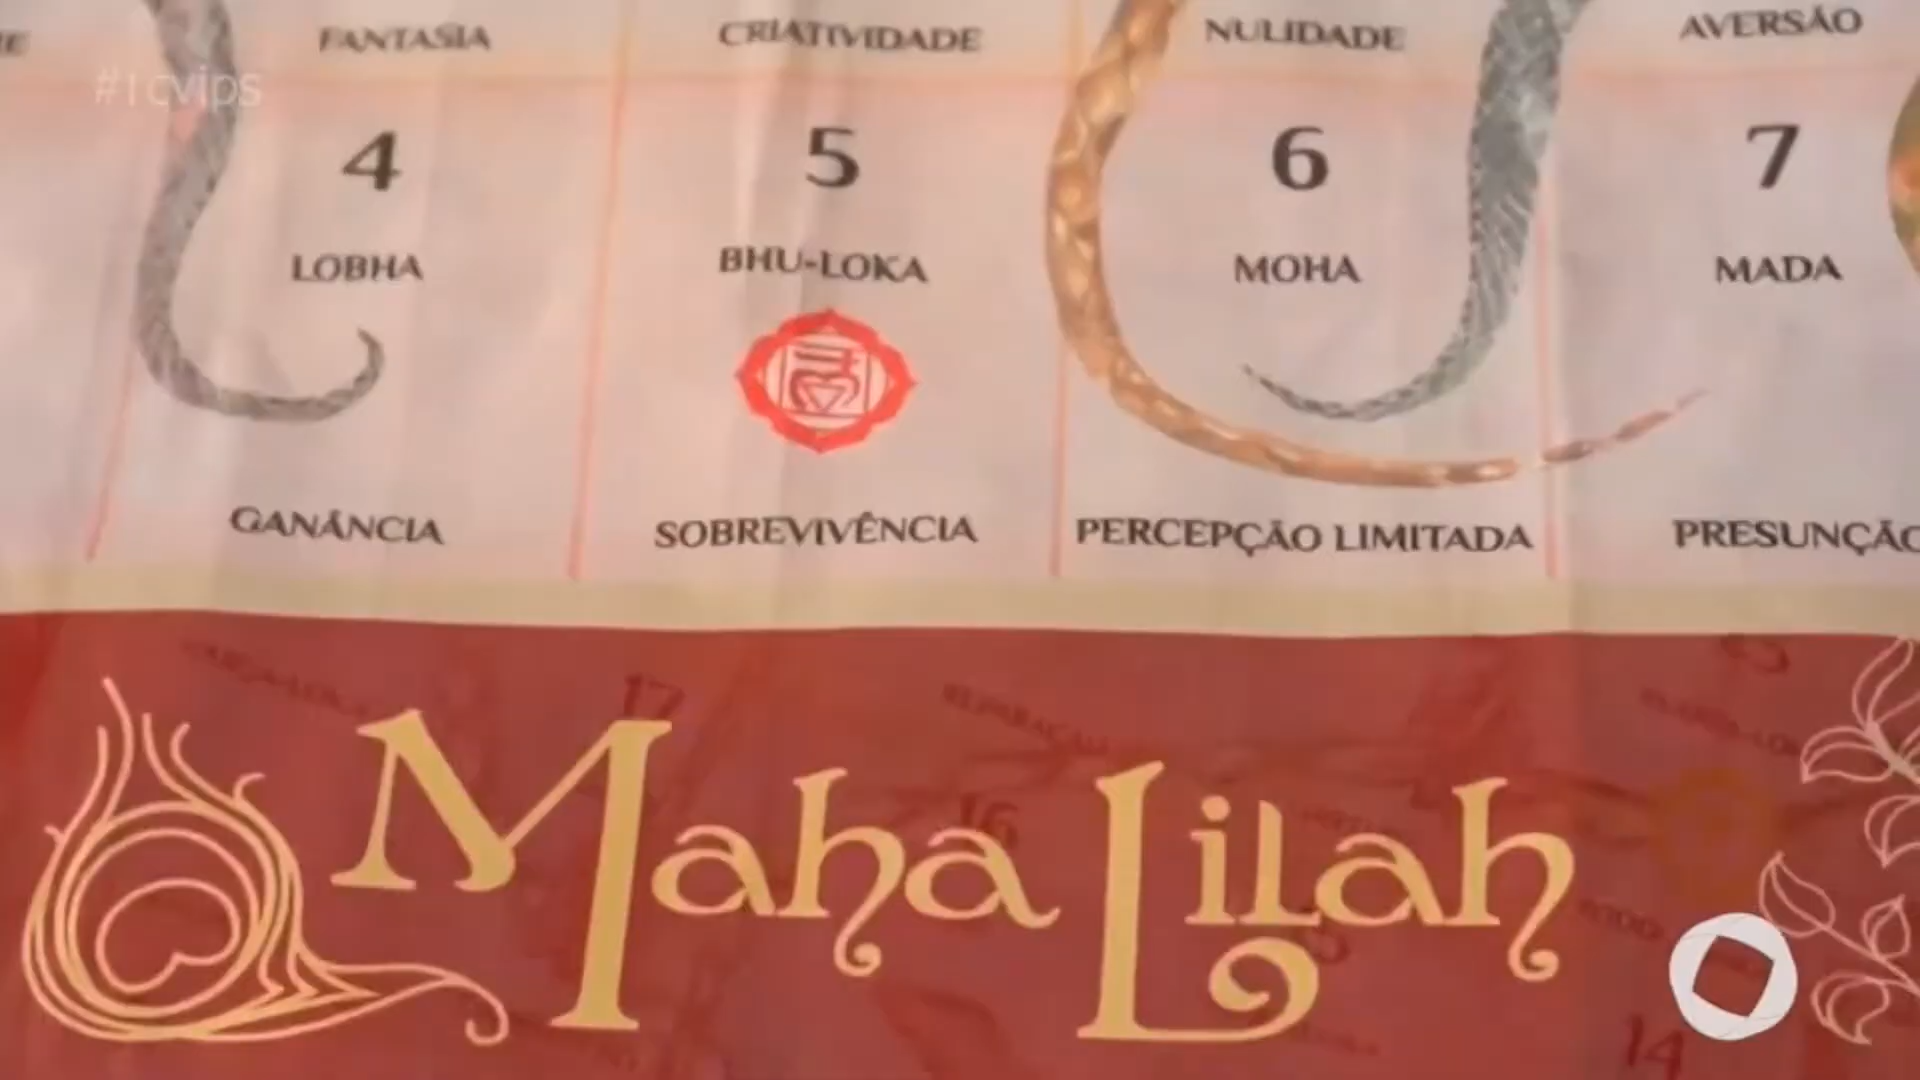 FANTASIA CRIATIVIDADE NULIDADE AVERSÃO
4 5 6 7
LOBHA BHU-LOKA MOHA MADA
GANÂNCIA SOBREVIVÊNCIA PERCEPÇÃO LIMITADA PRESUNÇÃO
17
16
Maha Lilah
15
14